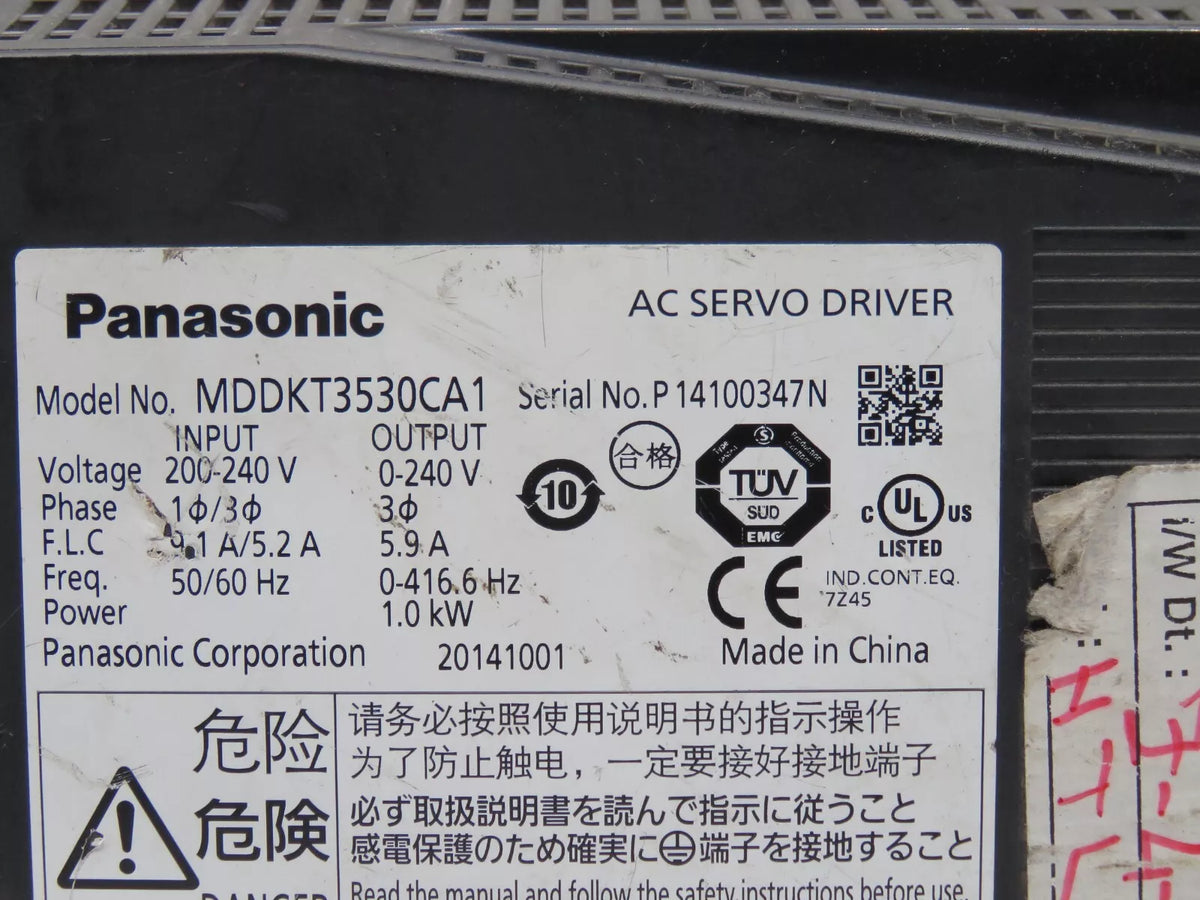 Panasonic
AC SERVO DRIVER
Model No. MDDKT3530CA1 Serial No. P14100347N
INPUT OUTPUT
Voltage 200-240 V 0-240 V
Phase 1ϕ/3ϕ 3ϕ
F.L.C 9.1 A/5.2 A 5.9 A
Freq. 50/60 Hz 0-416.6 Hz
Power 1.0 kW
10
合格
S
TÜV
SÜD
EMC
C UL US
LISTED
CE
IND.CONT.EQ.
7Z45
Panasonic Corporation 20141001 Made in China
危险
请务必按照使用说明书的指示操作
为了防止触电，一定要接好接地端子
危険
必ず取扱説明書を読んで指示に従うこと
感電保護のため確実に端子を接地すること
DANGER
Read the manual and follow the safety instructions before use.
I/W Dt.: